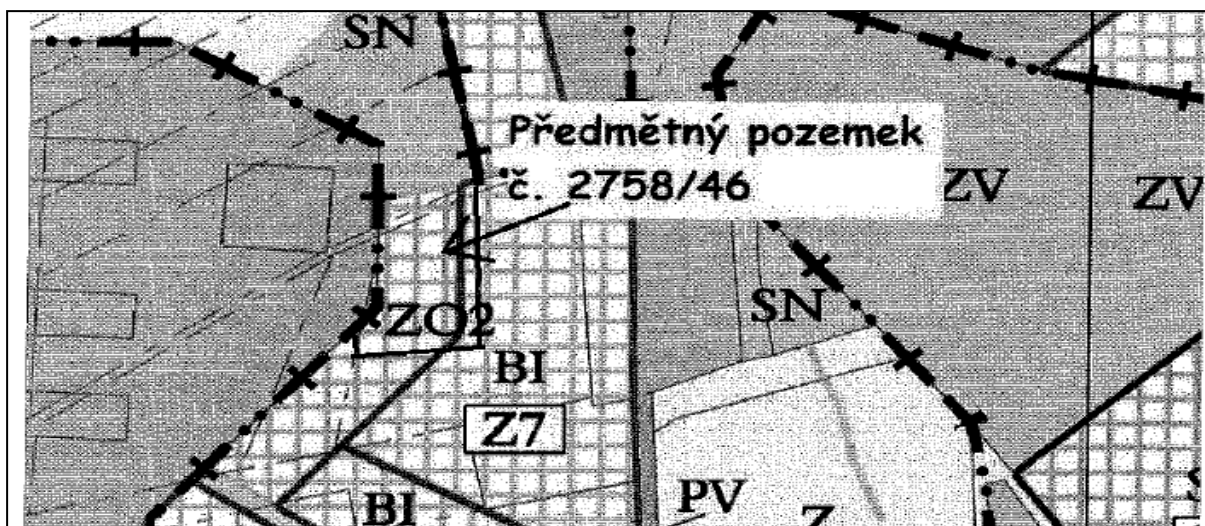 SN
Předmětný pozemek
č. 2758/46
ZV
ZV
SN
ZO2
BI
Z7
BI
PV
Z